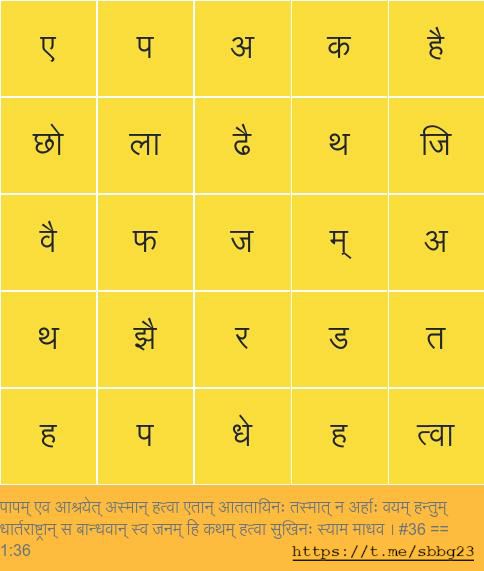 ए प अ क है
छो ला ढै थ जि
वै फ ज म् अ
थ झै र ड त
ह प धे ह त्वा
पापम् एव आश्रयेत् अस्मान् हत्वा एतान् आततायिनः तस्मात् न अर्हाः वयम् हन्तुम्
धार्तराष्ट्रान् स बान्धवान् स्व जनम् हि कथम् हत्वा सुखिनः स्याम माधव । #36 ==
1:36 https://t.me/sbbg23